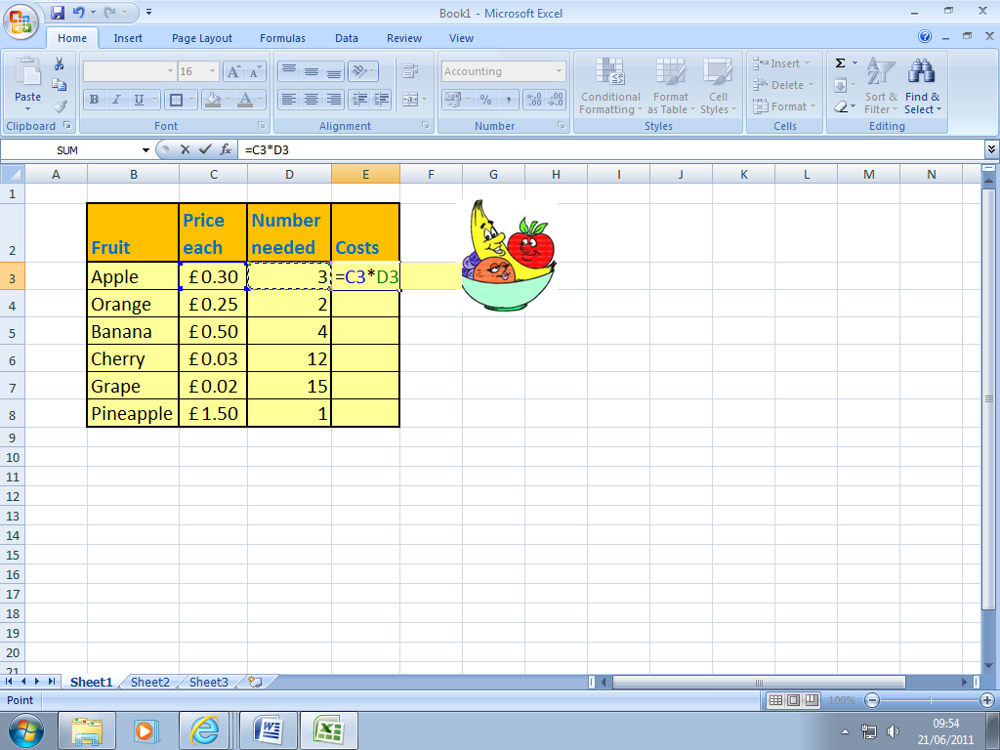 Book1 - Microsoft Excel
Home Insert Page Layout Formulas Data Review View
Paste
16
A A
B I U A
Accounting
% , .0 .00 .00 .0
Conditional Formatting
Format as Table
Cell Styles
Insert
Delete
Format
Σ
Sort & Filter
Find & Select
Clipboard Font Alignment Number Styles Cells Editing
SUM fx =C3*D3
A B C D E F G H I J K L M N
1
2 Fruit Price each Number needed Costs
3 Apple £0.30 3 =C3*D3
4 Orange £0.25 2
5 Banana £0.50 4
6 Cherry £0.03 12
7 Grape £0.02 15
8 Pineapple £1.50 1
9
10
11
12
13
14
15
16
17
18
19
20
21
Sheet1 Sheet2 Sheet3
Point 100%
09:54
21/06/2011